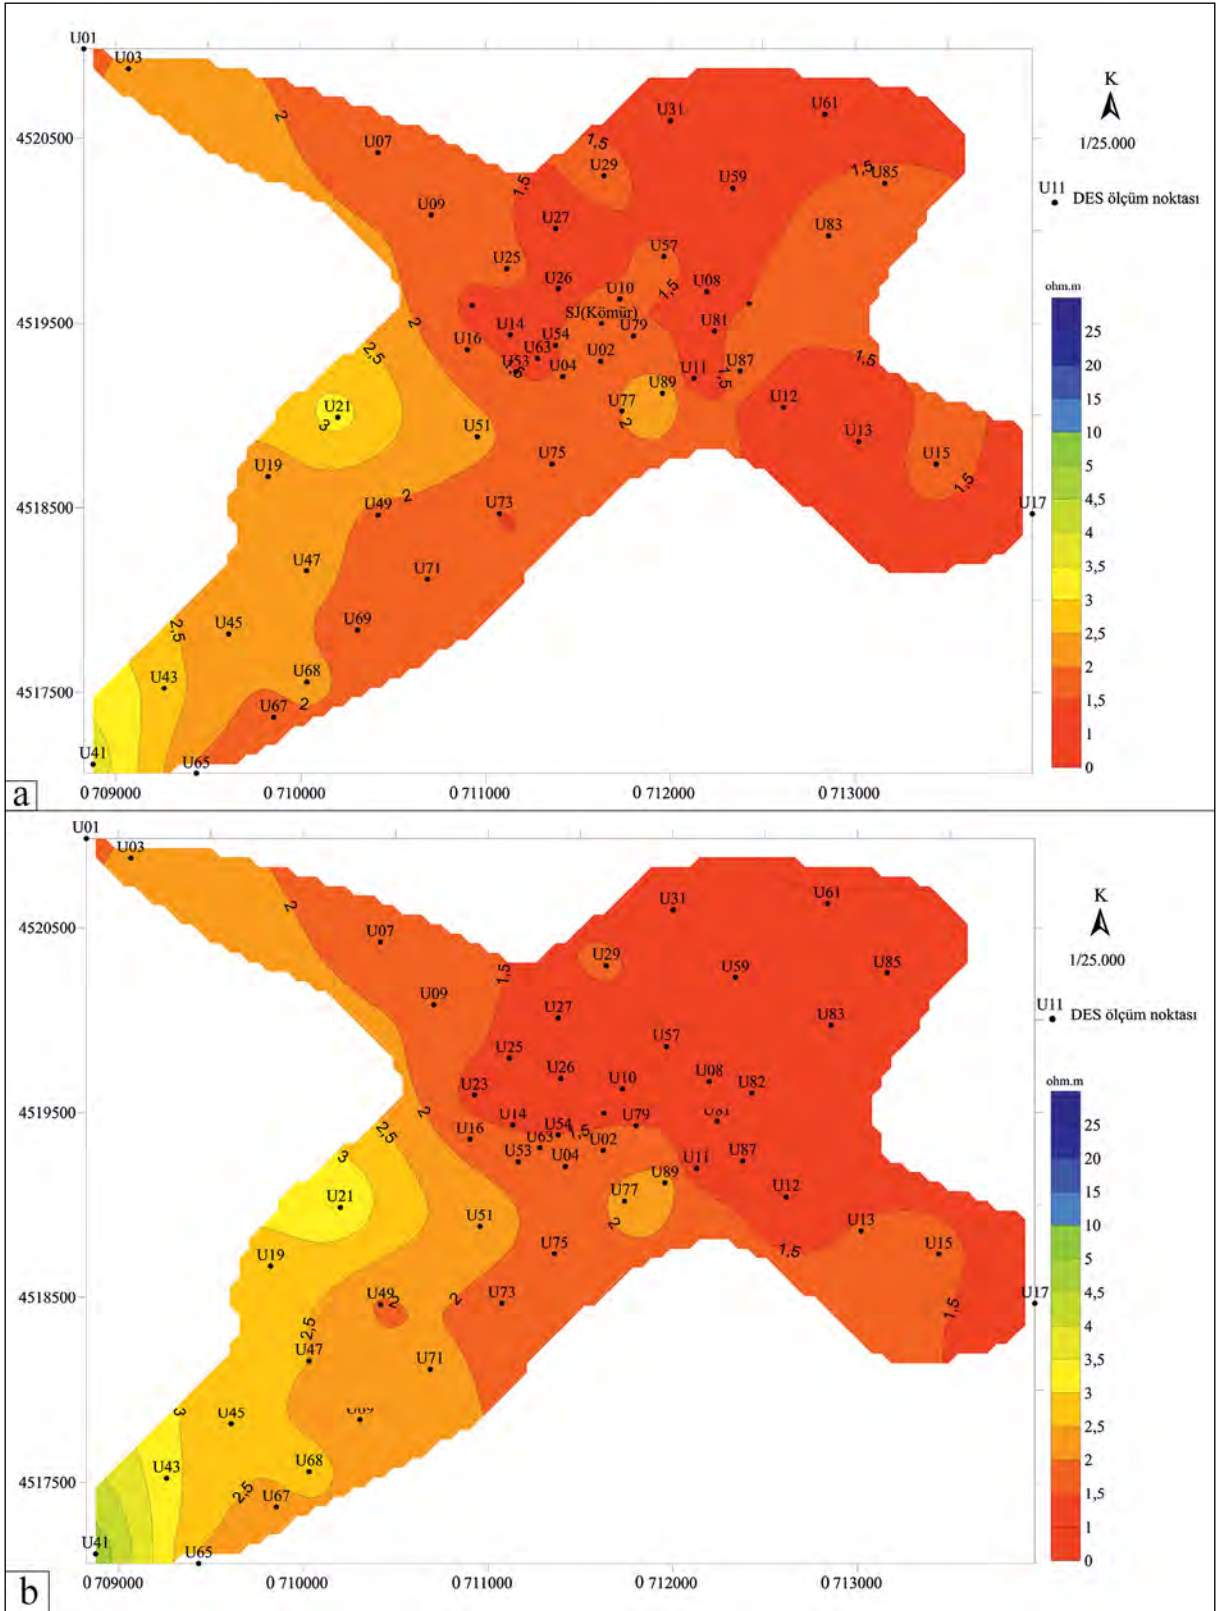 U01
U03
K
U31
U61
4520500
2
1,5
1/25.000
U07
U29
1,5
1,5
U85
U59
U11
DES ölçüm noktası
1,5
U09
U27
U83
U57
U25
ohm.m
U26
U08
1,5
U10
SJ(Kömür)
4519500
2
U14
U81
25
U16
U54
U79
2,5
U63
U02
20
U53
1,5
U04
U11
1,5
U87
15
U89
U12
U21
U77
10
3
2
U51
U13
5
U19
U75
U15
4,5
1,5
2
4518500
U49
U73
U17
4
U47
U71
3,5
3
U45
2,5
U69
2,5
U43
U68
2
4517500
U67
2
1,5
1
U41
U65
0
a
0 709000 0 710000 0 711000 0 712000 0 713000
U01
U03
K
U31
U61
2
4520500
U07
1/25.000
U29
1,5
U59
U85
U09
U11
DES ölçüm noktası
U27
U83
U57
U25
U26
U08
ohm.m
U23
U10
U82
4519500
2
U14
U81
25
U16
U54
1,5
U79
2,5
U63
U02
20
U53
U04
U11
U87
3
U89
15
U21
U77
U12
10
U51
2
U13
U19
U75
1,5
U15
5
4,5
4518500
U49
2
2
U73
1,5
U17
4
2,5
U47
U71
3,5
3
3
U45
U69
2,5
U43
U68
2
4517500
2,5
U67
1,5
1
U41
U65
0
b
0 709000 0 710000 0 711000 0 712000 0 713000